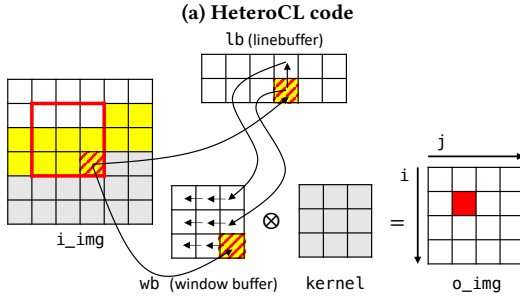 (a) HeteroCL code
lb (linebuffer)
j
i
i_img
⊗
=
wb (window buffer)
kernel
o_img